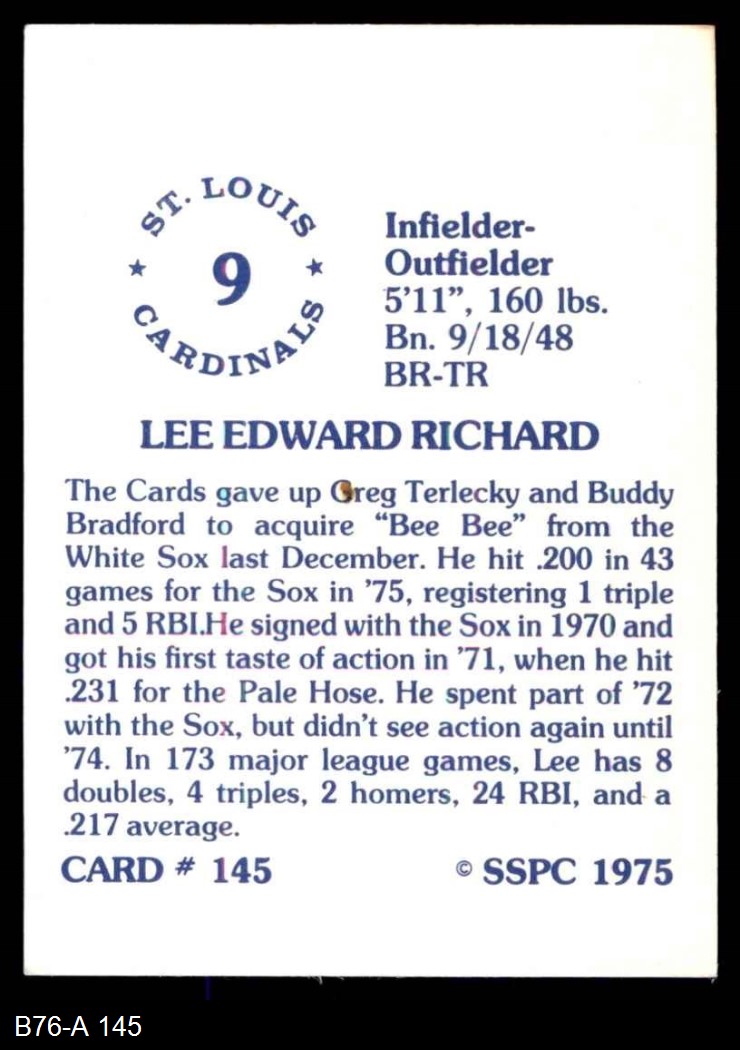 ST. LOUIS
9
CARDINALS
Infielder-
Outfielder
5'11", 160 lbs.
Bn. 9/18/48
BR-TR
LEE EDWARD RICHARD
The Cards gave up Greg Terlecky and Buddy
Bradford to acquire “Bee Bee” from the
White Sox last December. He hit .200 in 43
games for the Sox in ’75, registering 1 triple
and 5 RBI.He signed with the Sox in 1970 and
got his first taste of action in ’71, when he hit
.231 for the Pale Hose. He spent part of ’72
with the Sox, but didn’t see action again until
’74. In 173 major league games, Lee has 8
doubles, 4 triples, 2 homers, 24 RBI, and a
.217 average.
CARD # 145
© SSPC 1975
B76-A 145